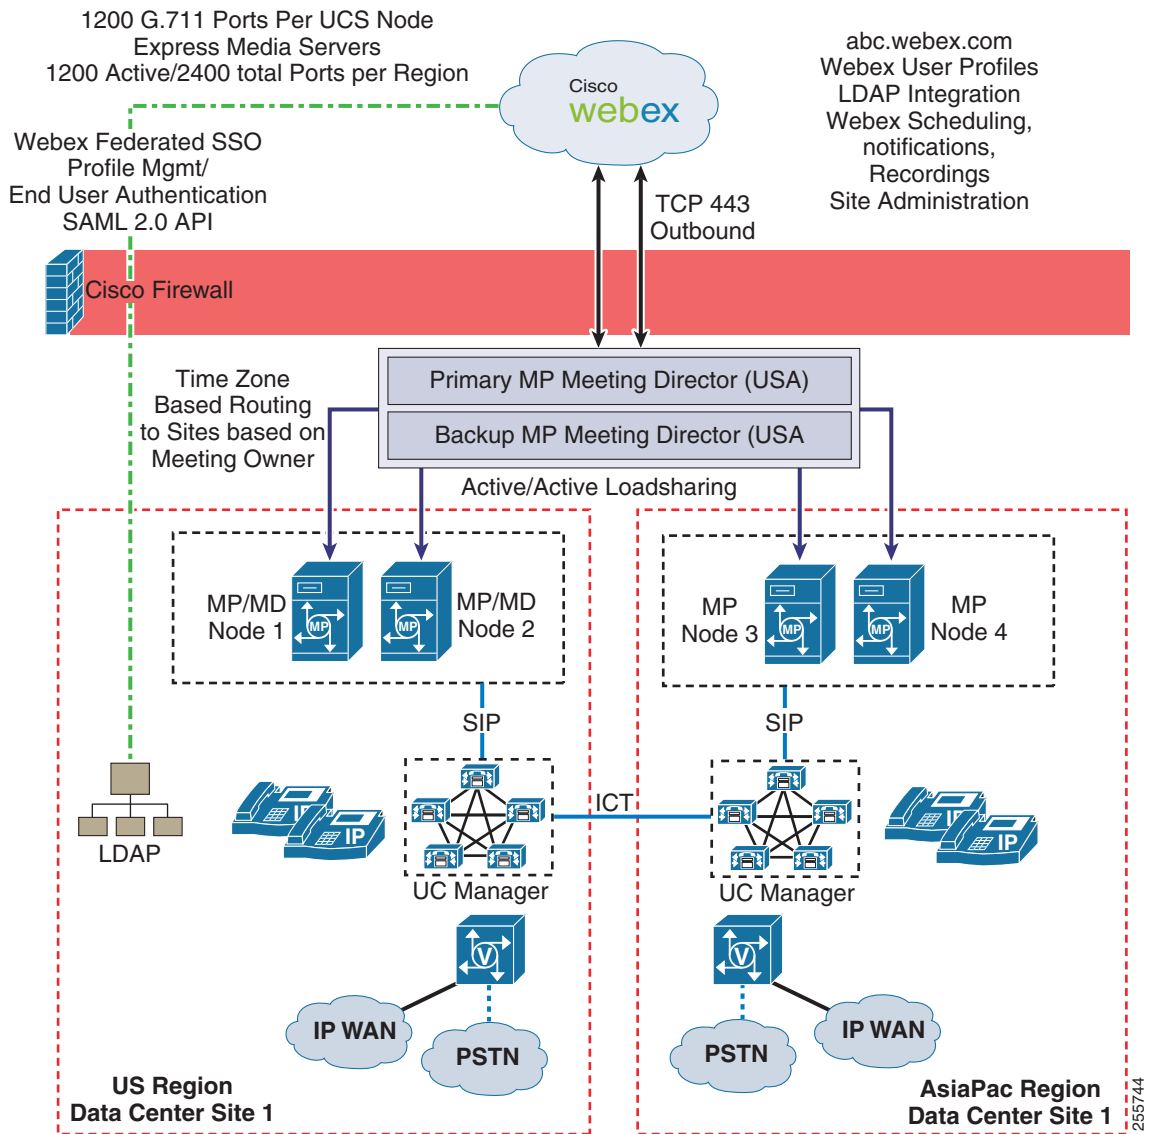 1200 G.711 Ports Per UCS Node
Express Media Servers
1200 Active/2400 total Ports per Region
Cisco
webex
abc.webex.com
Webex User Profiles
LDAP Integration
Webex Scheduling,
notifications,
Recordings
Site Administration
Webex Federated SSO
Profile Mgmt/
End User Authentication
SAML 2.0 API
TCP 443
Outbound
Cisco Firewall
Time Zone
Based Routing
to Sites based on
Meeting Owner
Primary MP Meeting Director (USA)
Backup MP Meeting Director (USA
Active/Active Loadsharing
MP/MD
Node 1
MP
MP
MP/MD
Node 2
MP
Node 3
MP
MP
MP
Node 4
SIP
SIP
LDAP
IP
IP
UC Manager
ICT
UC Manager
IP
IP
V
V
IP WAN
PSTN
PSTN
IP WAN
US Region
Data Center Site 1
AsiaPac Region
Data Center Site 1
255744